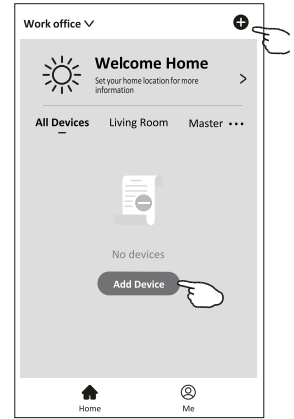 Work office
Welcome Home
Set your home location for more
information
All Devices Living Room Master •••
No devices
Add Device
Home Me